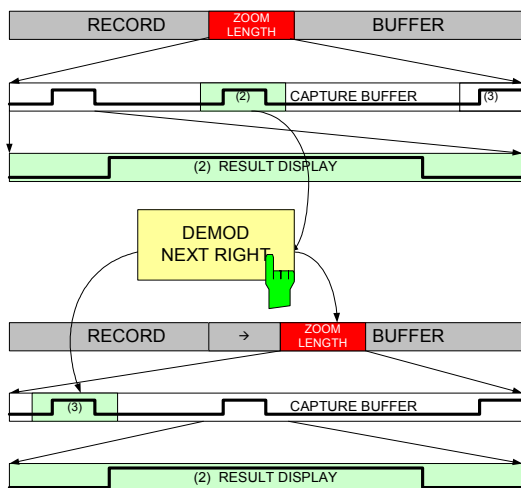 RECORD
ZOOM
LENGTH
BUFFER
(2)
CAPTURE BUFFER
(3)
(2) RESULT DISPLAY
DEMOD
NEXT RIGHT
RECORD
→
ZOOM
LENGTH
BUFFER
(3)
CAPTURE BUFFER
(2) RESULT DISPLAY